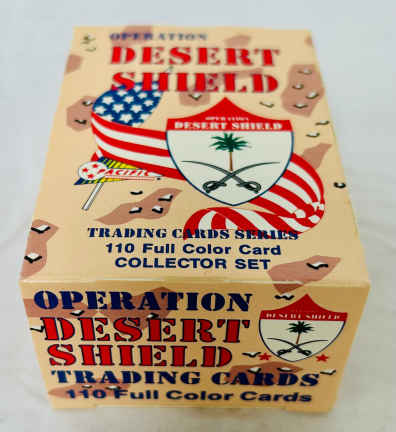 OPERATION
DESERT
SHIELD
OPERATION
DESERT SHIELD
PACIFIC
TRADING CARDS SERIES
110 Full Color Card
COLLECTOR SET
OPERATION
DESERT
SHIELD
DESERT SHIELD
TRADING CARDS
110 Full Color Cards